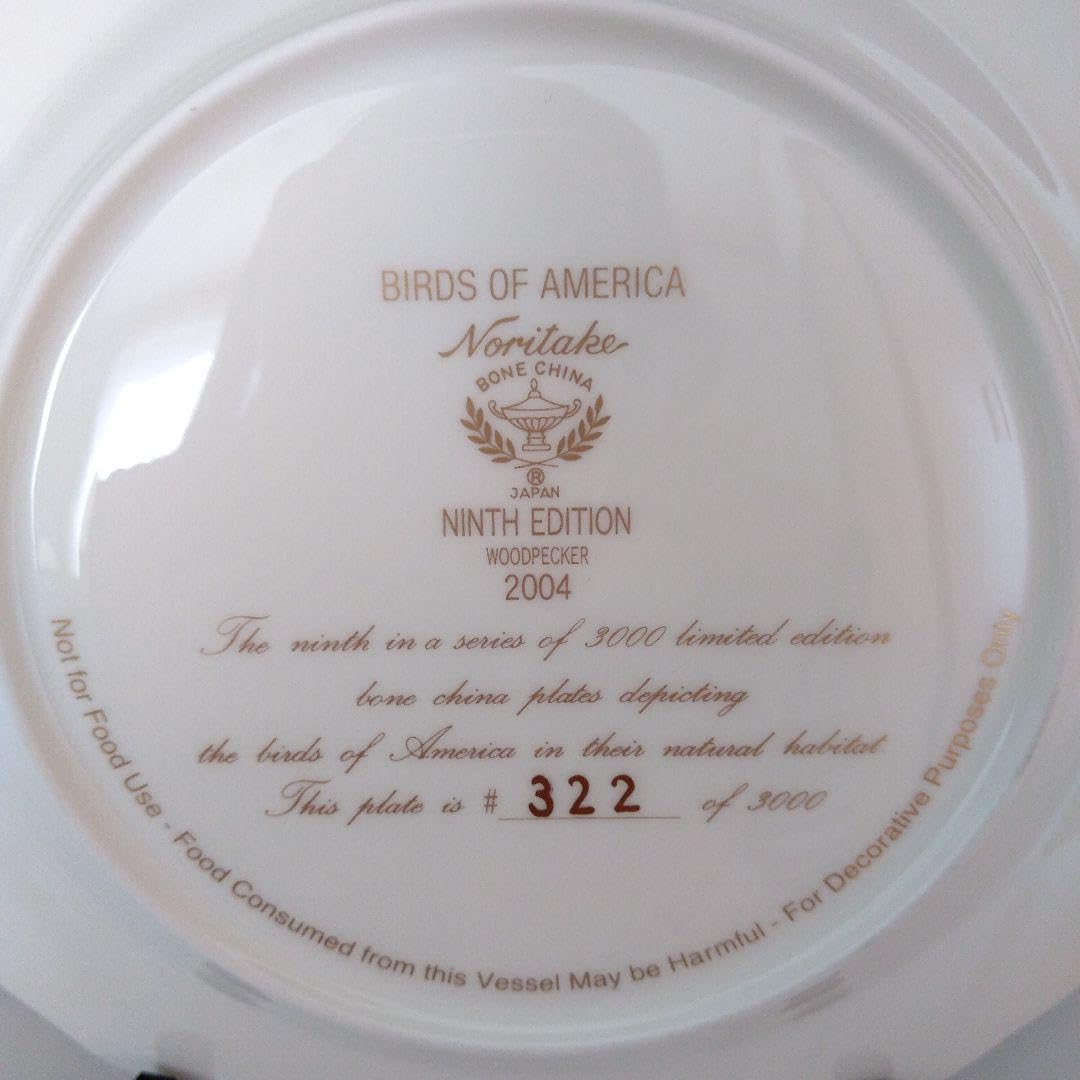 BIRDS OF AMERICA
Noritake
BONE CHINA
®
JAPAN
NINTH EDITION
WOODPECKER
2004
The ninth in a series of 3000 limited edition
bone china plates depicting
the birds of America in their natural habitat
This plate is # 322 of 3000
Not for Food Use - Food Consumed from this Vessel May be Harmful - For Decorative Purposes Only